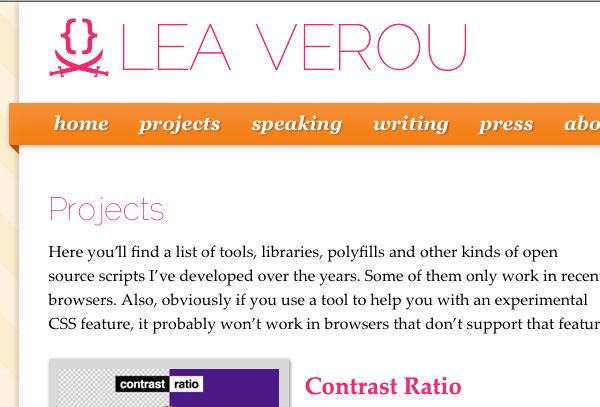 {} LEA VEROU
home projects speaking writing press
Projects
Here you’ll find a list of tools, libraries, polyfills and other kinds of open
source scripts I’ve developed over the years. Some of them only work in
browsers. Also, obviously if you use a tool to help you with an experimental
CSS feature, it probably won’t work in browsers that don’t support that
contrast ratio
Contrast Ratio